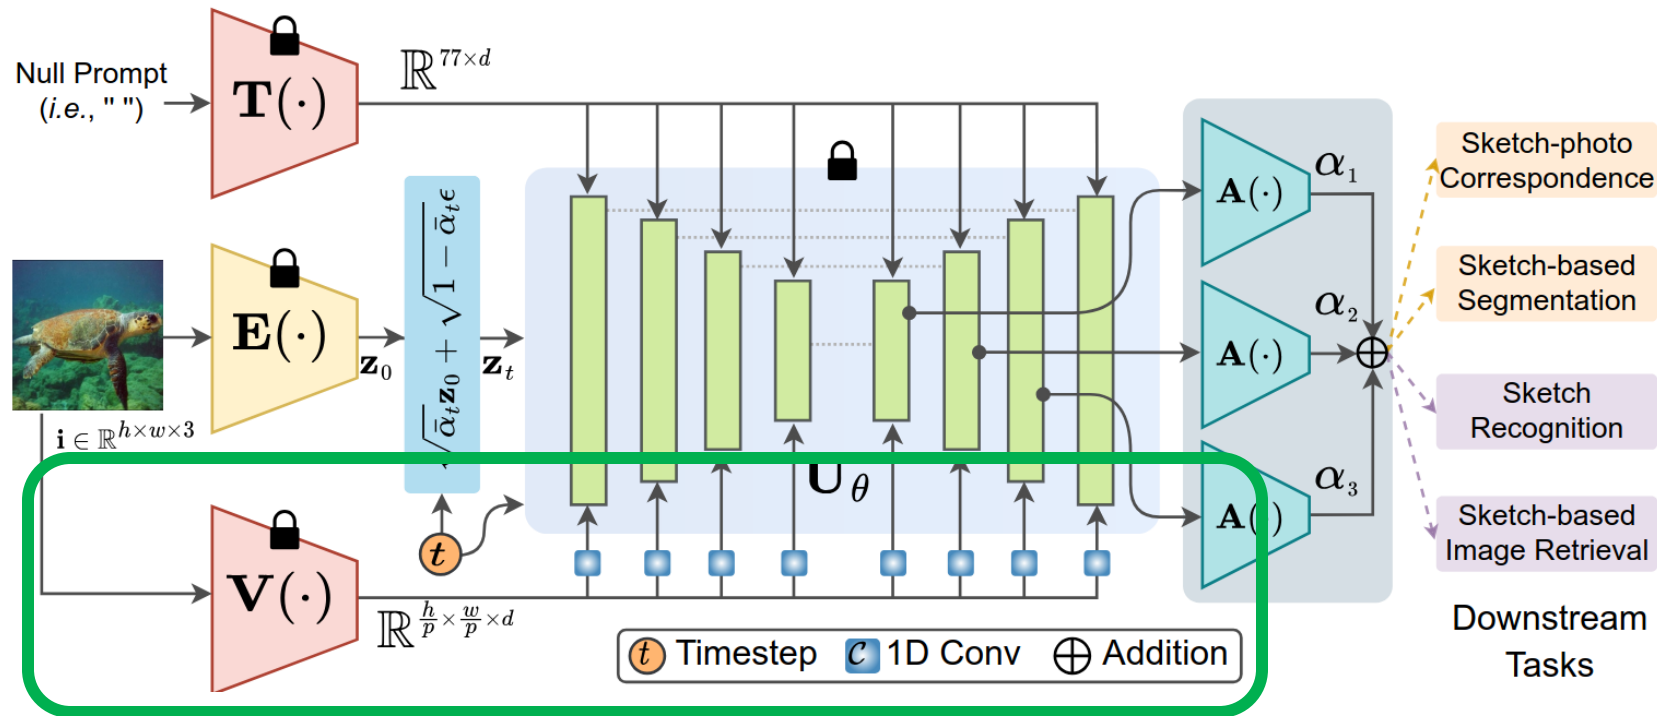 Null Prompt
(i.e., " ")
T(·)
ℝ^{77×d}
E(·)
z_0
√ᾱ_t z_0 + √1 − ᾱ_t ϵ
z_t
i ∈ ℝ^{h×w×3}
t
V(·)
ℝ^{h/p × w/p × d}
U_θ
A(·)
α_1
A(·)
α_2
A(·)
α_3
Sketch-photo
Correspondence
Sketch-based
Segmentation
Sketch
Recognition
Sketch-based
Image Retrieval
Downstream
Tasks
C C C C C C C C
t Timestep C 1D Conv ⊕ Addition